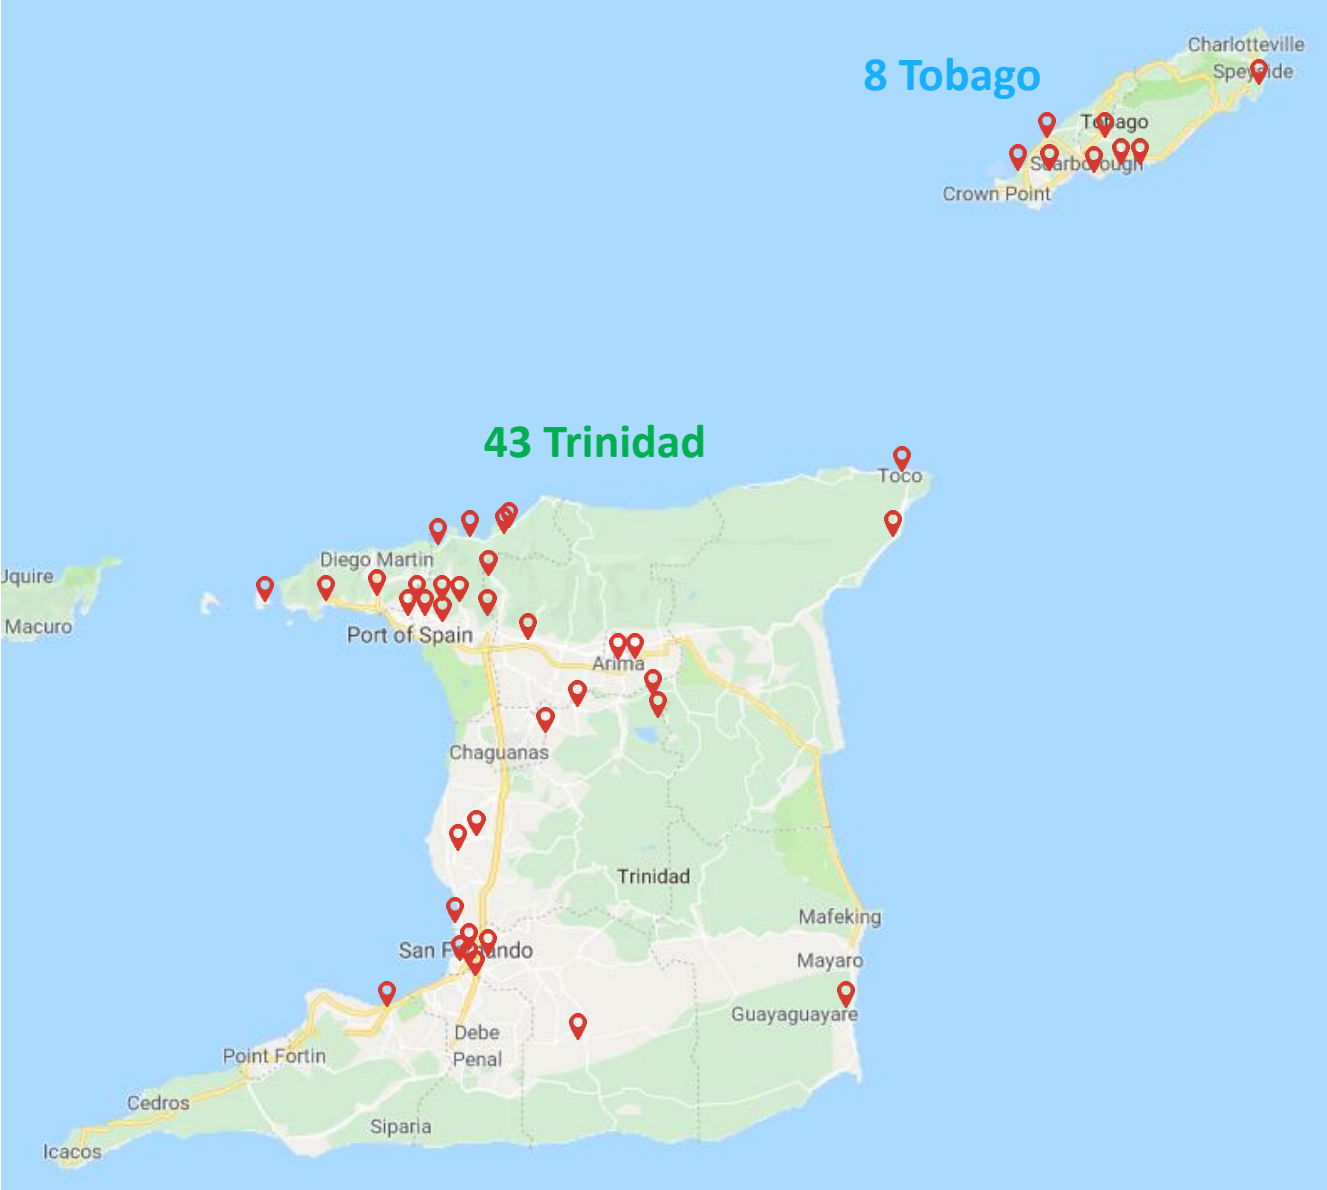 Charlotteville
8 Tobago
Speyside
Tobago
Scarborough
Crown Point
43 Trinidad
Toco
Diego Martin
Macuro
Port of Spain
Arima
Chaguanas
Trinidad
Mafeking
San Fernando
Mayaro
Guayaguayare
Debe
Point Fortin
Penal
Cedros
Siparia
Icacos